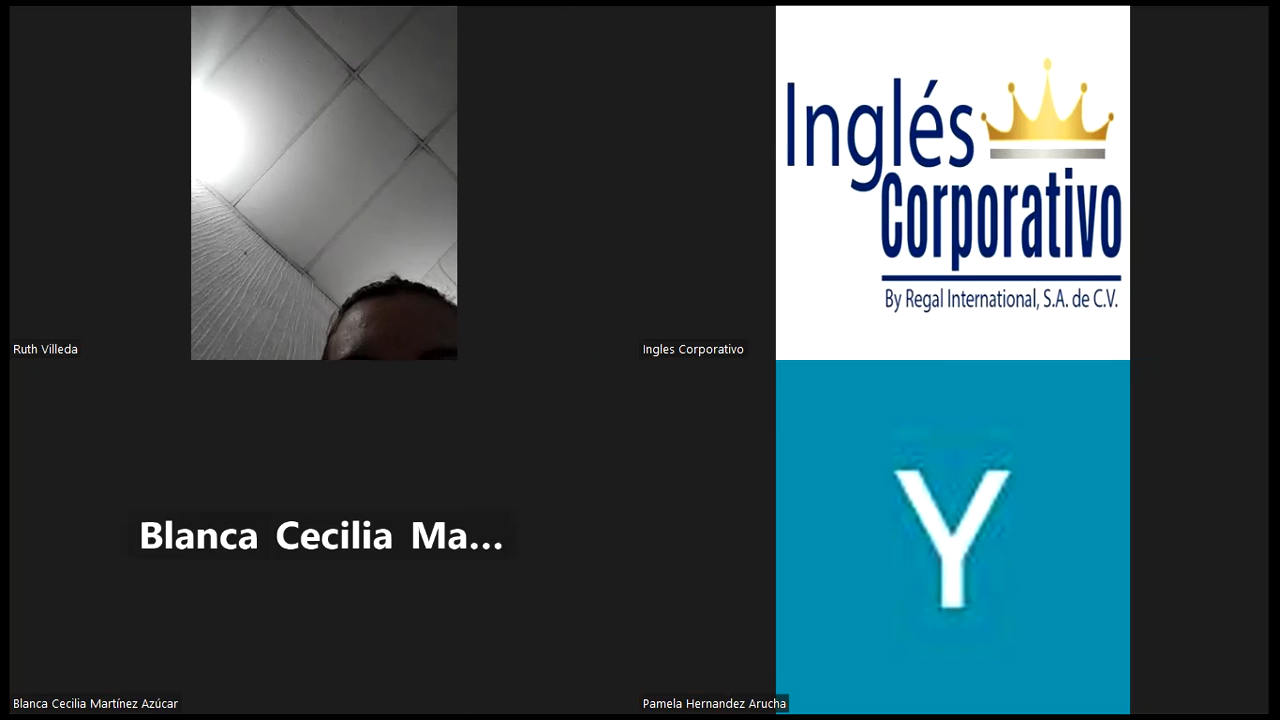 Inglés
Corporativo
By Regal International, S.A. de C.V.
Ruth Villeda
Ingles Corporativo
Blanca Cecilia Ma...
Y
Blanca Cecilia Martínez Azúcar
Pamela Hernandez Arucha